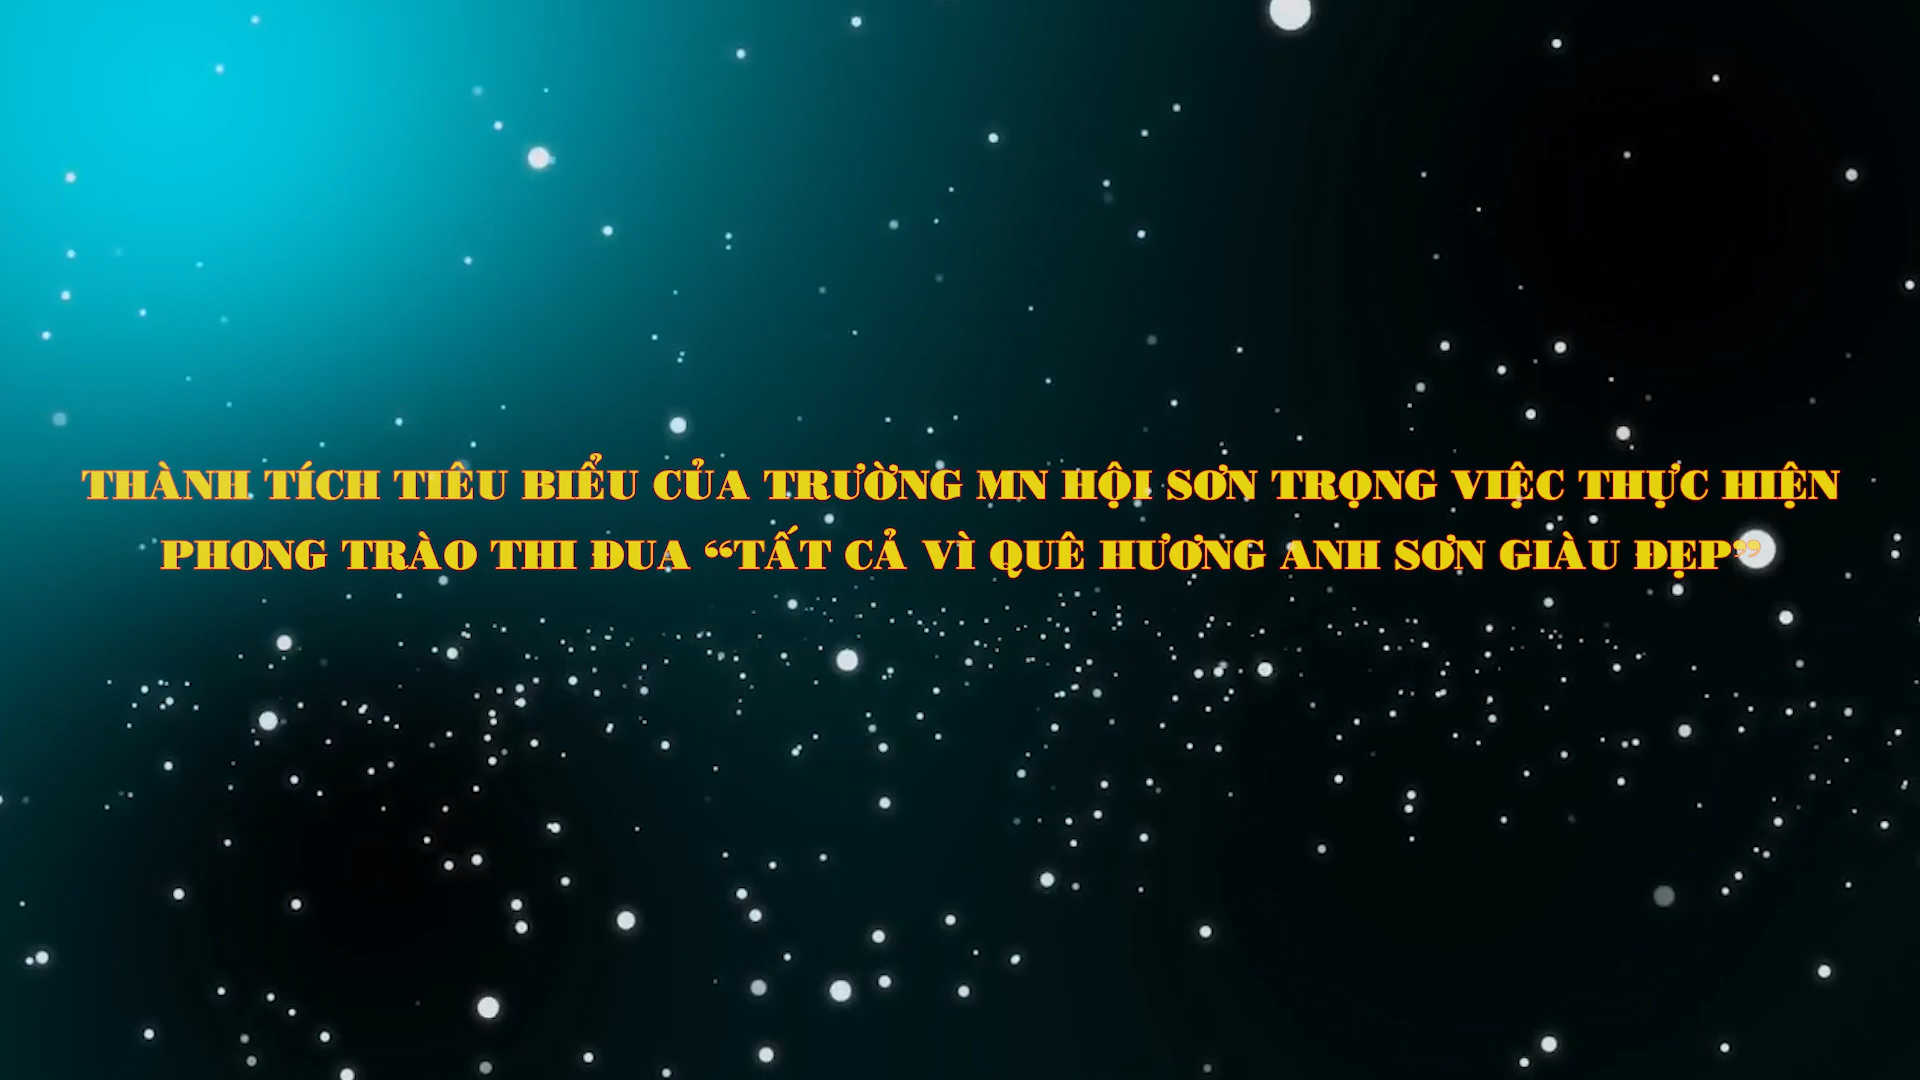 THÀNH TÍCH TIÊU BIỂU CỦA TRƯỜNG MN HỘI SƠN TRỌNG VIỆC THỰC HIỆN
PHONG TRÀO THI ĐUA “TẤT CẢ VÌ QUÊ HƯƠNG ANH SƠN GIÀU ĐẸP”